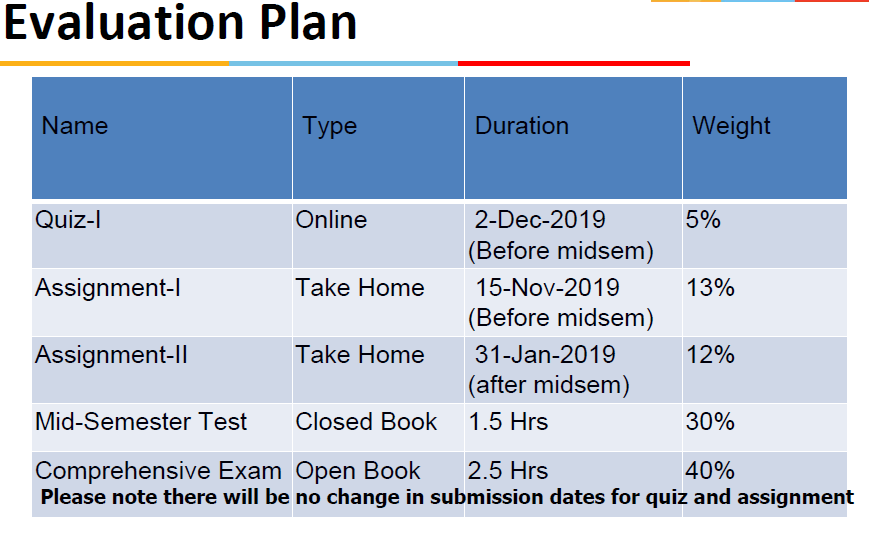 Evaluation Plan
Name Type Duration Weight
Quiz-I Online 2-Dec-2019 5%
(Before midsem)
Assignment-I Take Home 15-Nov-2019 13%
(Before midsem)
Assignment-II Take Home 31-Jan-2019 12%
(after midsem)
Mid-Semester Test Closed Book 1.5 Hrs 30%
Comprehensive Exam Open Book 2.5 Hrs 40%
Please note there will be no change in submission dates for quiz and assignment